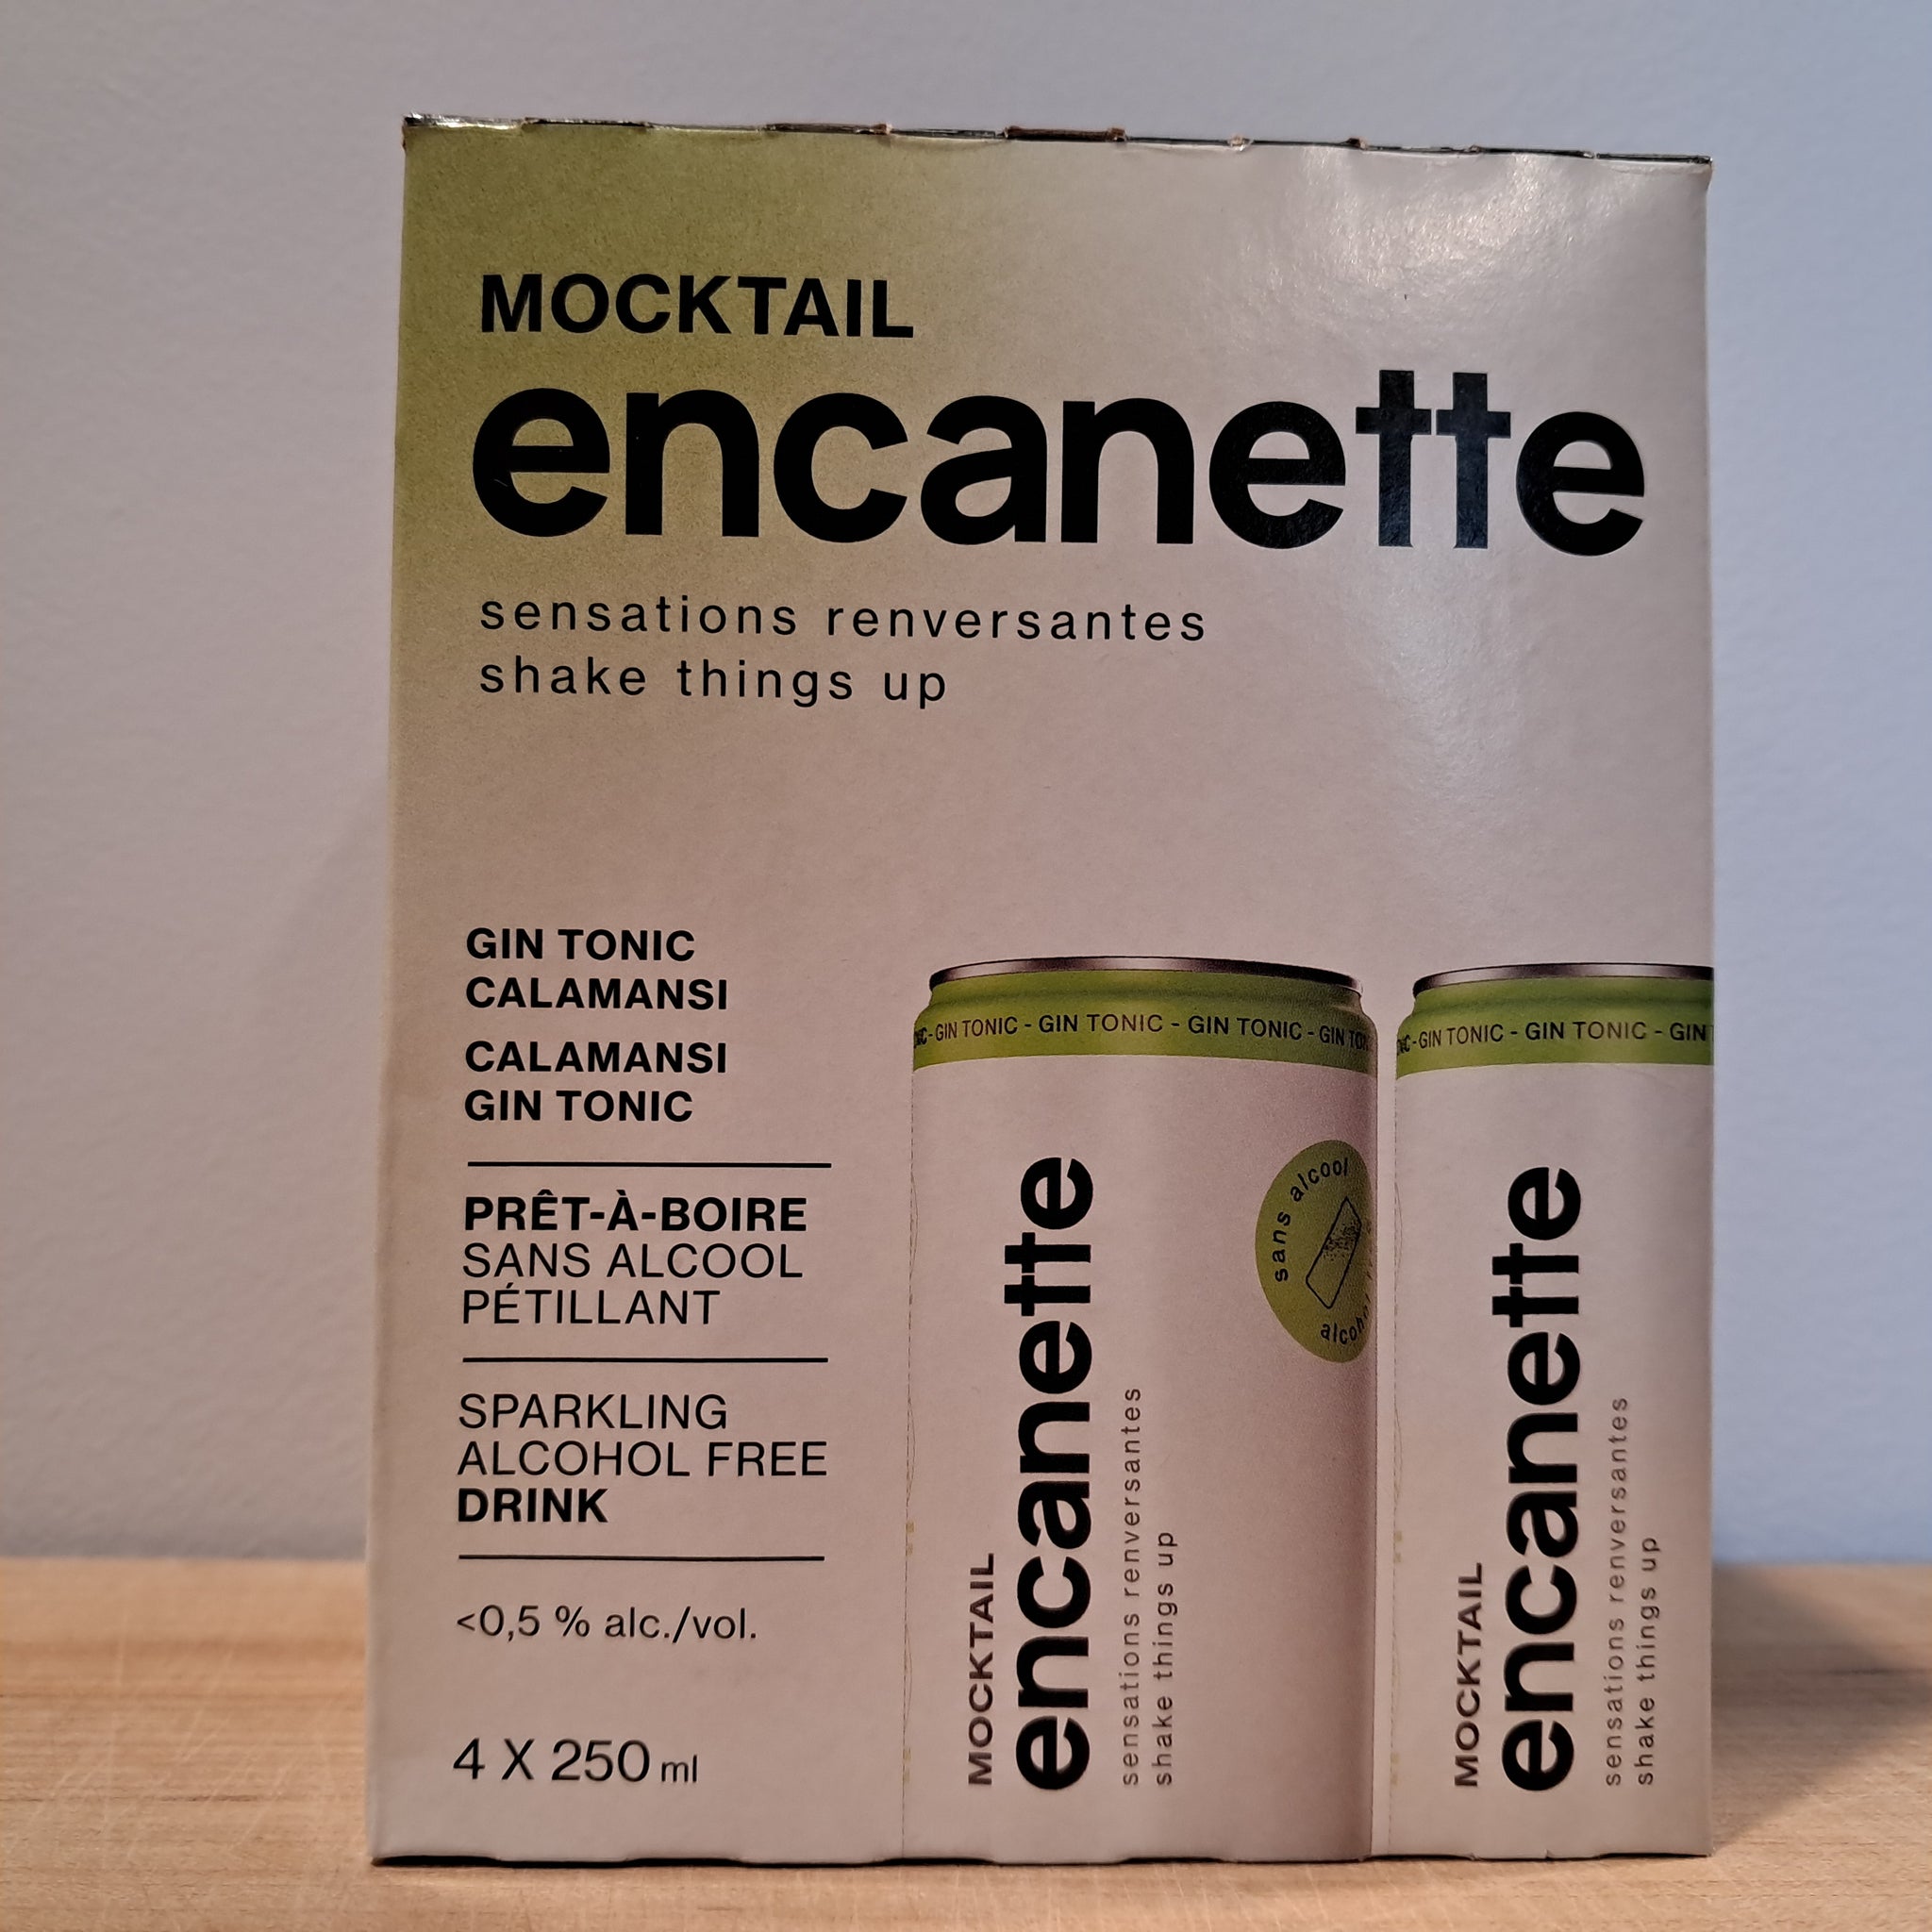 MOCKTAIL
encanette
sensations renversantes
shake things up
GIN TONIC
CALAMANSI
CALAMANSI
GIN TONIC
PRÊT-À-BOIRE
SANS ALCOOL
PÉTILLANT
SPARKLING
ALCOHOL FREE
DRINK
<0,5 % alc./vol.
4 X 250 ml
- GIN TONIC - GIN TONIC - GIN TONIC - GIN
sans alcool
MOCKTAIL
encanette
sensations renversantes
shake things up
- GIN TONIC - GIN TONIC - GIN
MOCKTAIL
encanette
sensations renversantes
shake things up